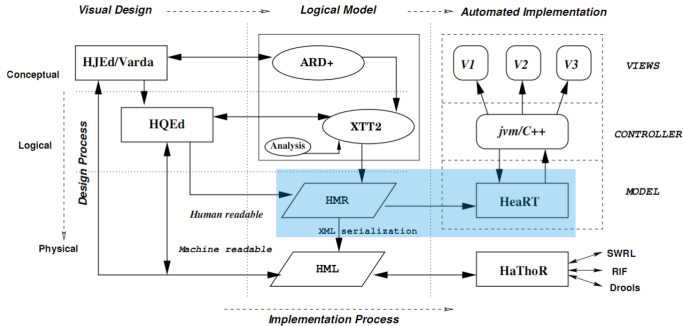 Visual Design
Logical Model
Automated Implementation
HJEd/Varda
ARD+
V1
V2
V3
VIEWS
Conceptual
HQEd
XTT2
jvm/C++
CONTROLLER
Logical
Analysis
Design Process
HMR
HeaRT
MODEL
Human readable
XML serialization
Physical
Machine readable
HML
HaThoR
SWRL
RIF
Drools
Implementation Process